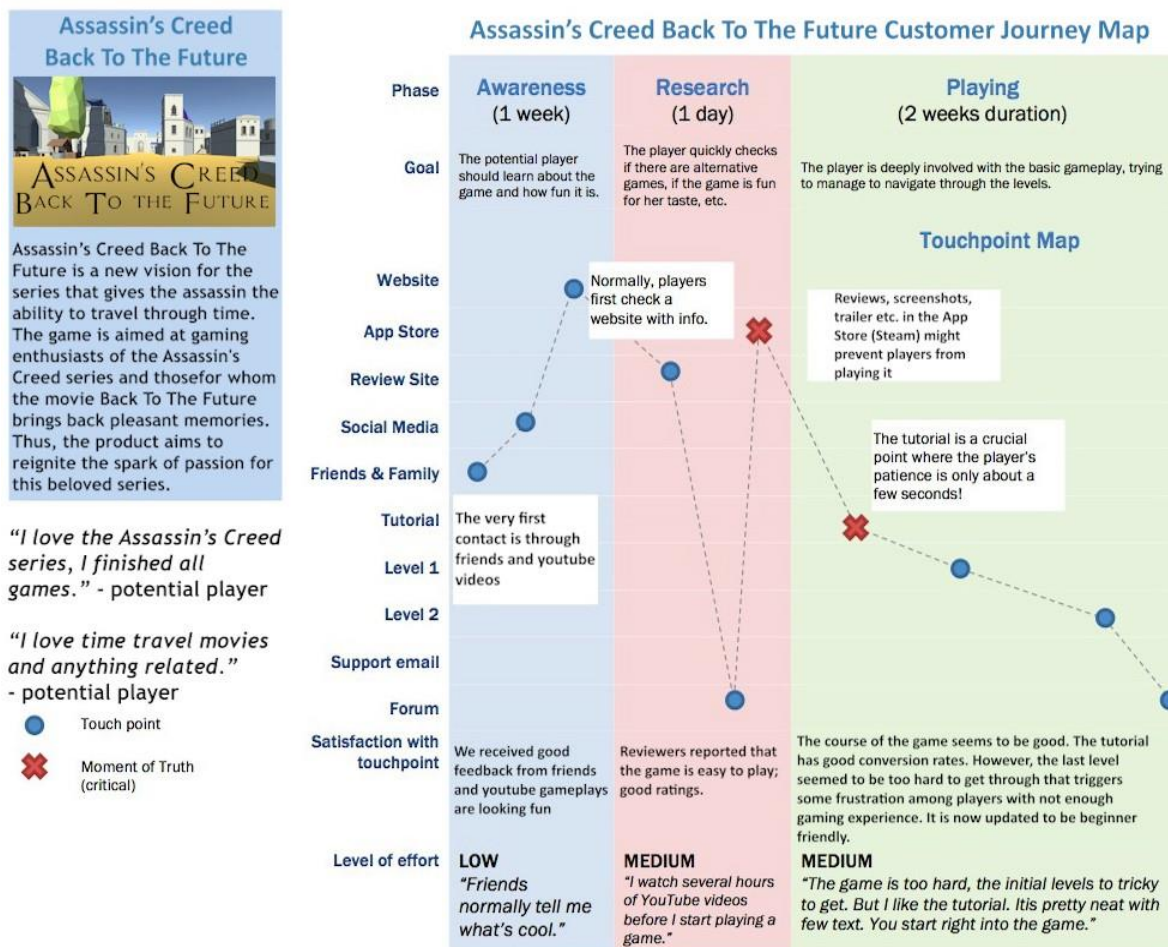 Assassin's Creed
Back To The Future
ASSASSIN'S CREED
BACK TO THE FUTURE
Assassin's Creed Back To The
Future is a new vision for the
series that gives the assassin the
ability to travel through time.
The game is aimed at gaming
enthusiasts of the Assassin's
Creed series and thosefor whom
the movie Back To The Future
brings back pleasant memories.
Thus, the product aims to
reignite the spark of passion for
this beloved series.
“I love the Assassin's Creed
series, I finished all
games.” - potential player
“I love time travel movies
and anything related.”
- potential player
Touch point
Moment of Truth
(critical)
Assassin's Creed Back To The Future Customer Journey Map
Phase
Awareness
(1 week)
Research
(1 day)
Playing
(2 weeks duration)
Goal
The potential player
should learn about the
game and how fun it is.
The player quickly checks
if there are alternative
games, if the game is fun
for her taste, etc.
The player is deeply involved with the basic gameplay, trying
to manage to navigate through the levels.
Touchpoint Map
Website
App Store
Review Site
Social Media
Friends & Family
Tutorial
Level 1
Level 2
Support email
Forum
Normally, players
first check a
website with info.
Reviews, screenshots,
trailer etc. in the App
Store (Steam) might
prevent players from
playing it
The tutorial is a crucial
point where the player's
patience is only about a
few seconds!
The very first
contact is through
friends and youtube
videos
Satisfaction with
touchpoint
We received good
feedback from friends
and youtube gameplays
are looking fun
Reviewers reported that
the game is easy to play;
good ratings.
The course of the game seems to be good. The tutorial
has good conversion rates. However, the last level
seemed to be too hard to get through that triggers
some frustration among players with not enough
gaming experience. It is now updated to be beginner
friendly.
Level of effort
LOW
“Friends
normally tell me
what's cool.”
MEDIUM
“I watch several hours
of YouTube videos
before I start playing a
game.”
MEDIUM
“The game is too hard, the initial levels to tricky
to get. But I like the tutorial. Itis pretty neat with
few text. You start right into the game.”